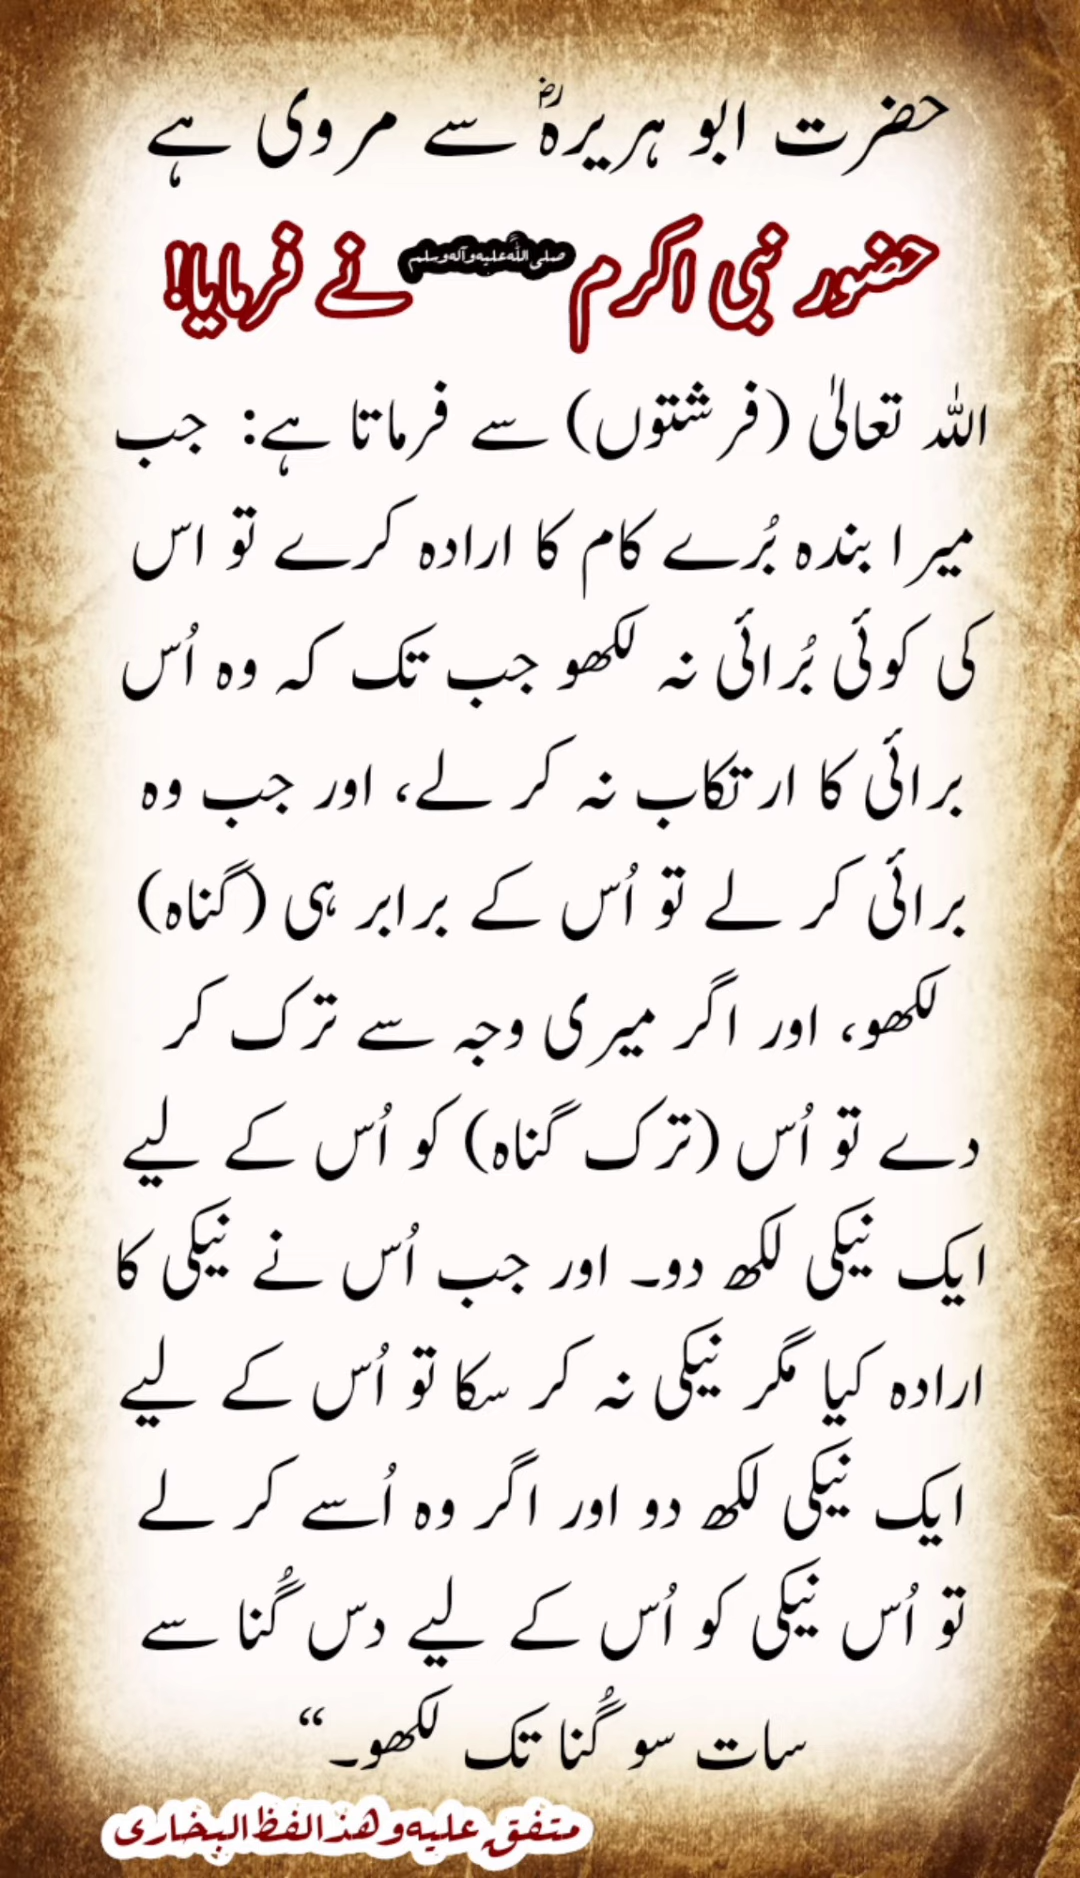 حضرت ابو ہریرہؓ سے مروی ہے
حضور نبی اکرم صلی اللہ علیہ وآلہ وسلم نے فرمایا!
اللہ تعالیٰ (فرشتوں) سے فرماتا ہے: جب
میرا بندہ بُرے کام کا ارادہ کرے تو اس
کی کوئی بُرائی نہ لکھو جب تک کہ وہ اُس
برائی کا ارتکاب نہ کر لے، اور جب وہ
برائی کر لے تو اُس کے برابر ہی (گناہ)
لکھو، اور اگر میری وجہ سے ترک کر
دے تو اُس (ترک گناہ) کو اُس کے لیے
ایک نیکی لکھ دو۔ اور جب اُس نے نیکی کا
ارادہ کیا مگر نیکی نہ کر سکا تو اُس کے لیے
ایک نیکی لکھ دو اور اگر وہ اُسے کر لے
تو اُس نیکی کو اُس کے لیے دس گُنا سے
سات سو گُنا تک لکھو۔“
متفق علیہ وھذا لفظ البخاری